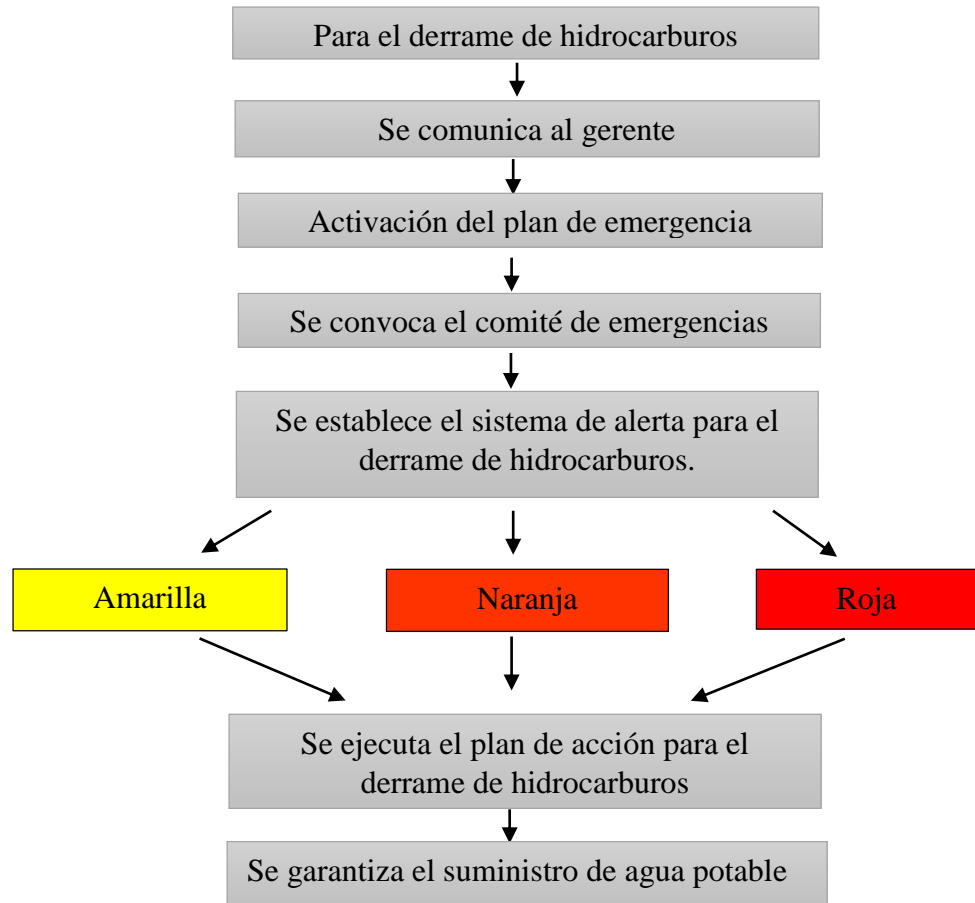 Para el derrame de hidrocarburos
Se comunica al gerente
Activación del plan de emergencia
Se convoca el comité de emergencias
Se establece el sistema de alerta para el
derrame de hidrocarburos.
Amarilla
Naranja
Roja
Se ejecuta el plan de acción para el
derrame de hidrocarburos
Se garantiza el suministro de agua potable